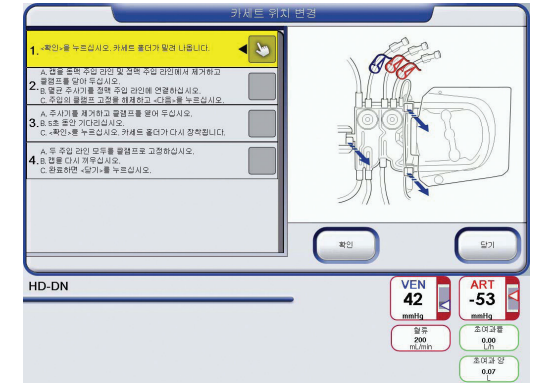 카세트 위치 변경
1. <확인>을 누르십시오. 카세트 홀더가 밀려 나옵니다.
A. 캡을 동맥 주입 라인 및 정맥 주입 라인에서 제거하고
클램프를 닫아 두십시오.
2. B. 멸균 주사기를 정맥 주입 라인에 연결하십시오.
C. 주입의 클램프 고정을 해제하고 <다음>을 누르십시오.
A. 주사기를 제거하고 클램프를 열어 두십시오.
3. B. 5초 동안 기다리십시오.
C. <확인>을 누르십시오. 카세트 홀더가 다시 장착됩니다.
A. 두 주입 라인 모두를 클램프로 고정하십시오.
4. B. 캡을 다시 끼우십시오.
C. 완료하면 <닫기>를 누르십시오.
확인
닫기
HD-DN
VEN
42
mmHg
ART
-53
mmHg
혈류
200
mL/min
초여과률
0.00
L/h
초여과 양
0.07
L